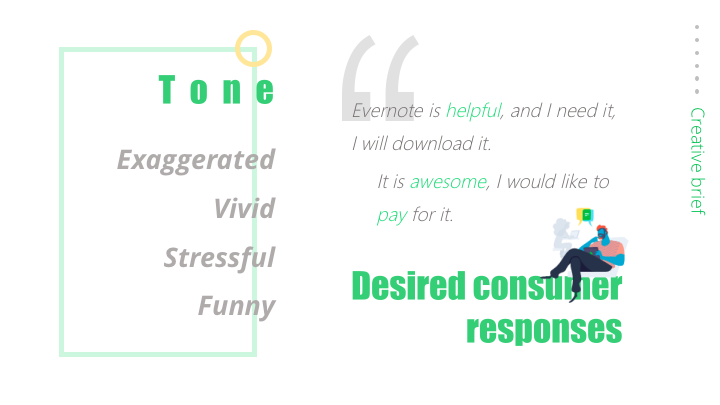 Tone
Exaggerated
Vivid
Stressful
Funny
“
Evernote is helpful, and I need it,
I will download it.
It is awesome, I would like to
pay for it.
Desired consumer
responses
Creative brief